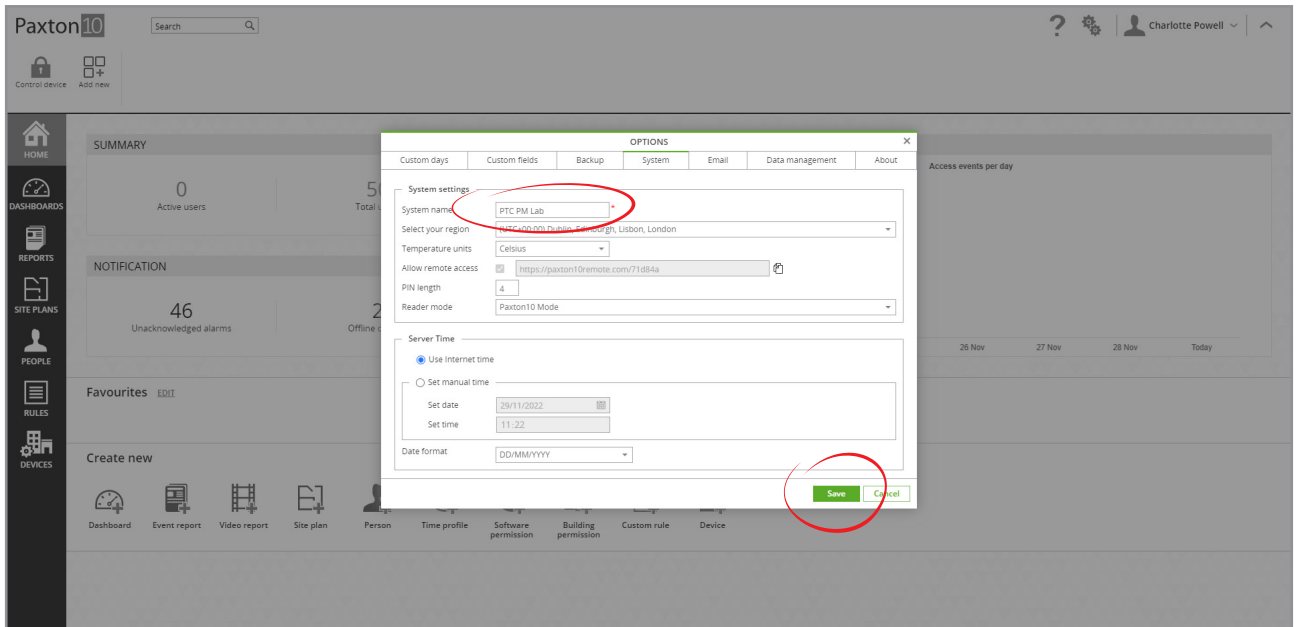 Paxton10
Search
Charlotte Powell
Control device
Add new
HOME
DASHBOARDS
REPORTS
SITE PLANS
PEOPLE
RULES
DEVICES
SUMMARY
0
Active users
Total
NOTIFICATION
46
Unacknowledged alarms
2
Offline
Access events per day
26 Nov 27 Nov 28 Nov Today
OPTIONS
Custom days Custom fields Backup System Email Data management About
System settings
System name PTC PM Lab *
Select your region (UTC+00:00) Dublin, Edinburgh, Lisbon, London
Temperature units Celsius
Allow remote access https://paxton10remote.com/71d84a
PIN length 4
Reader mode Paxton10 Mode
Server Time
Use Internet time
Set manual time
Set date 29/11/2022
Set time 11:22
Date format DD/MM/YYYY
Save Cancel
Favourites EDIT
Create new
Dashboard
Event report
Video report
Site plan
Person
Time profile
Software
permission
Building
permission
Custom rule
Device